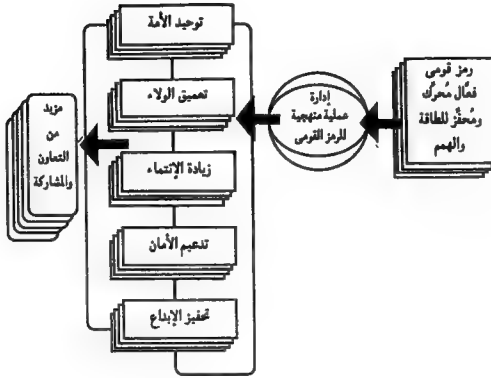 رمز قومى
فعَّال مُحرِّك
ومُحفِّز للطاقة
والهمم
إدارة
عملية منهجية
للرمز القومى
توحيد الأمة
تعميق الولاء
زيادة الإنتماء
تدعيم الأمان
تحفيز الإبداع
مزيد
من
التعاون
والمشاركة